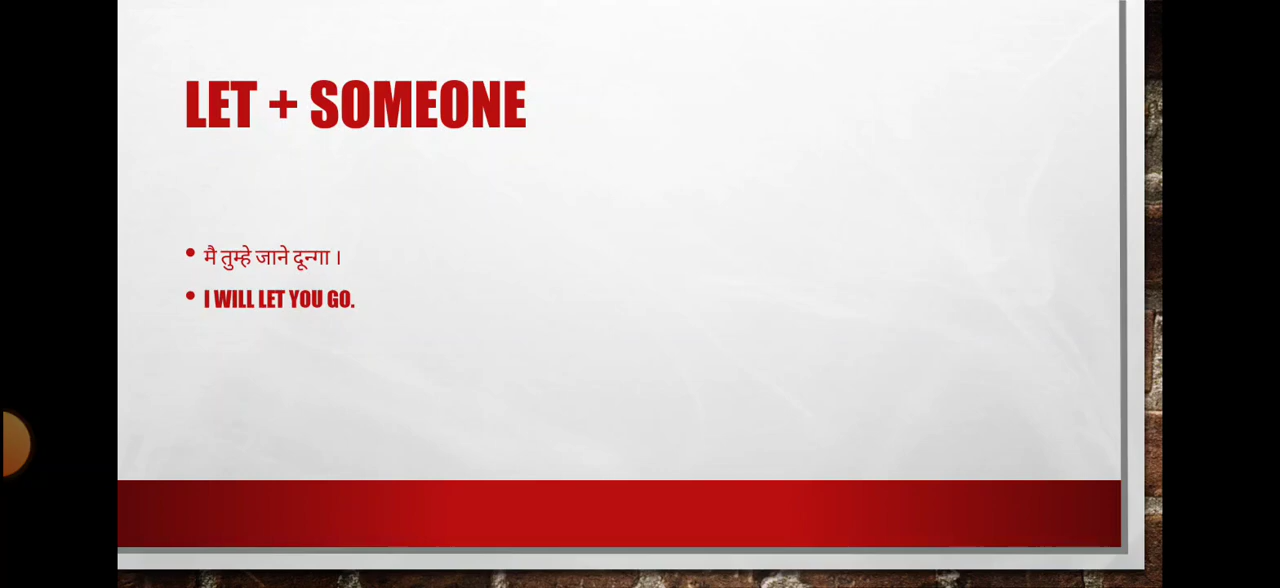 LET + SOMEONE
• मै तुम्हे जाने दून्गा ।
• I WILL LET YOU GO.